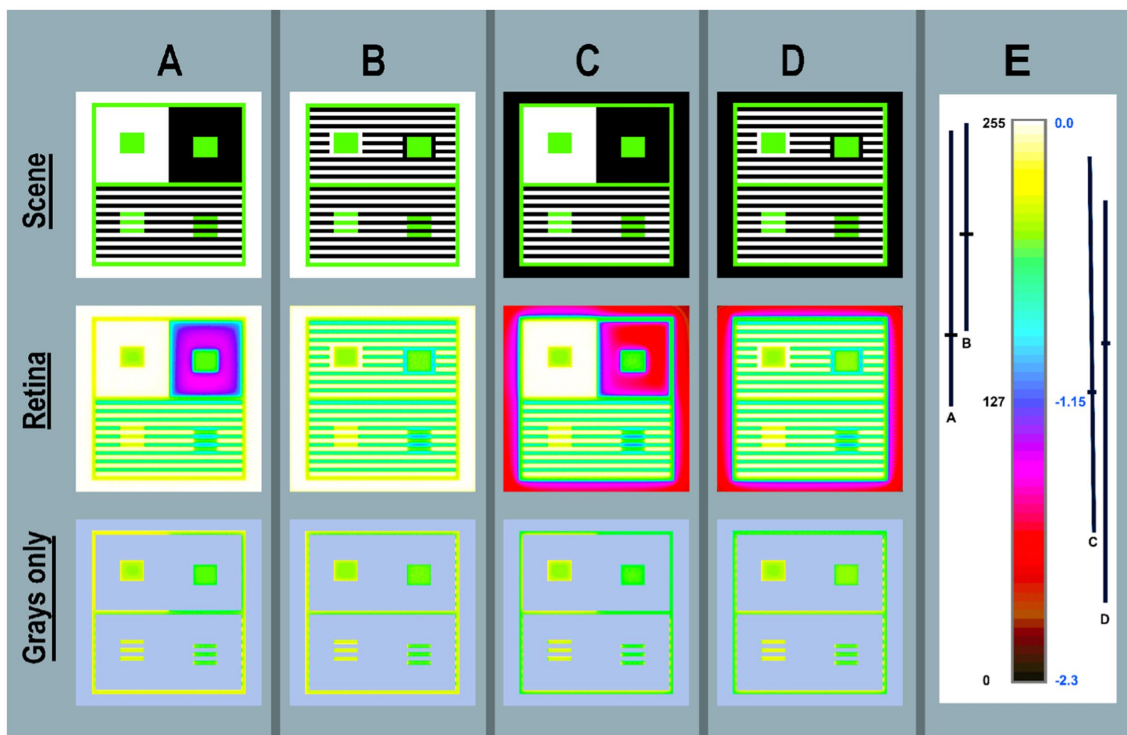 A B C D E
Scene
Retina
Grays only
255 0.0
127 -1.15
0 -2.3
A
B
C
D